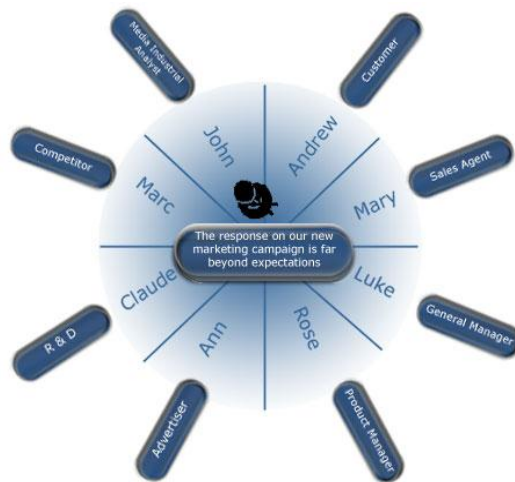 Media Industrial
Analyst
Customer
John
Andrew
Competitor
Sales Agent
Marc
Mary
The response on our new
marketing campaign is far
beyond expectations
Claude
Luke
R & D
General Manager
Ann
Rose
Advertiser
Product Manager